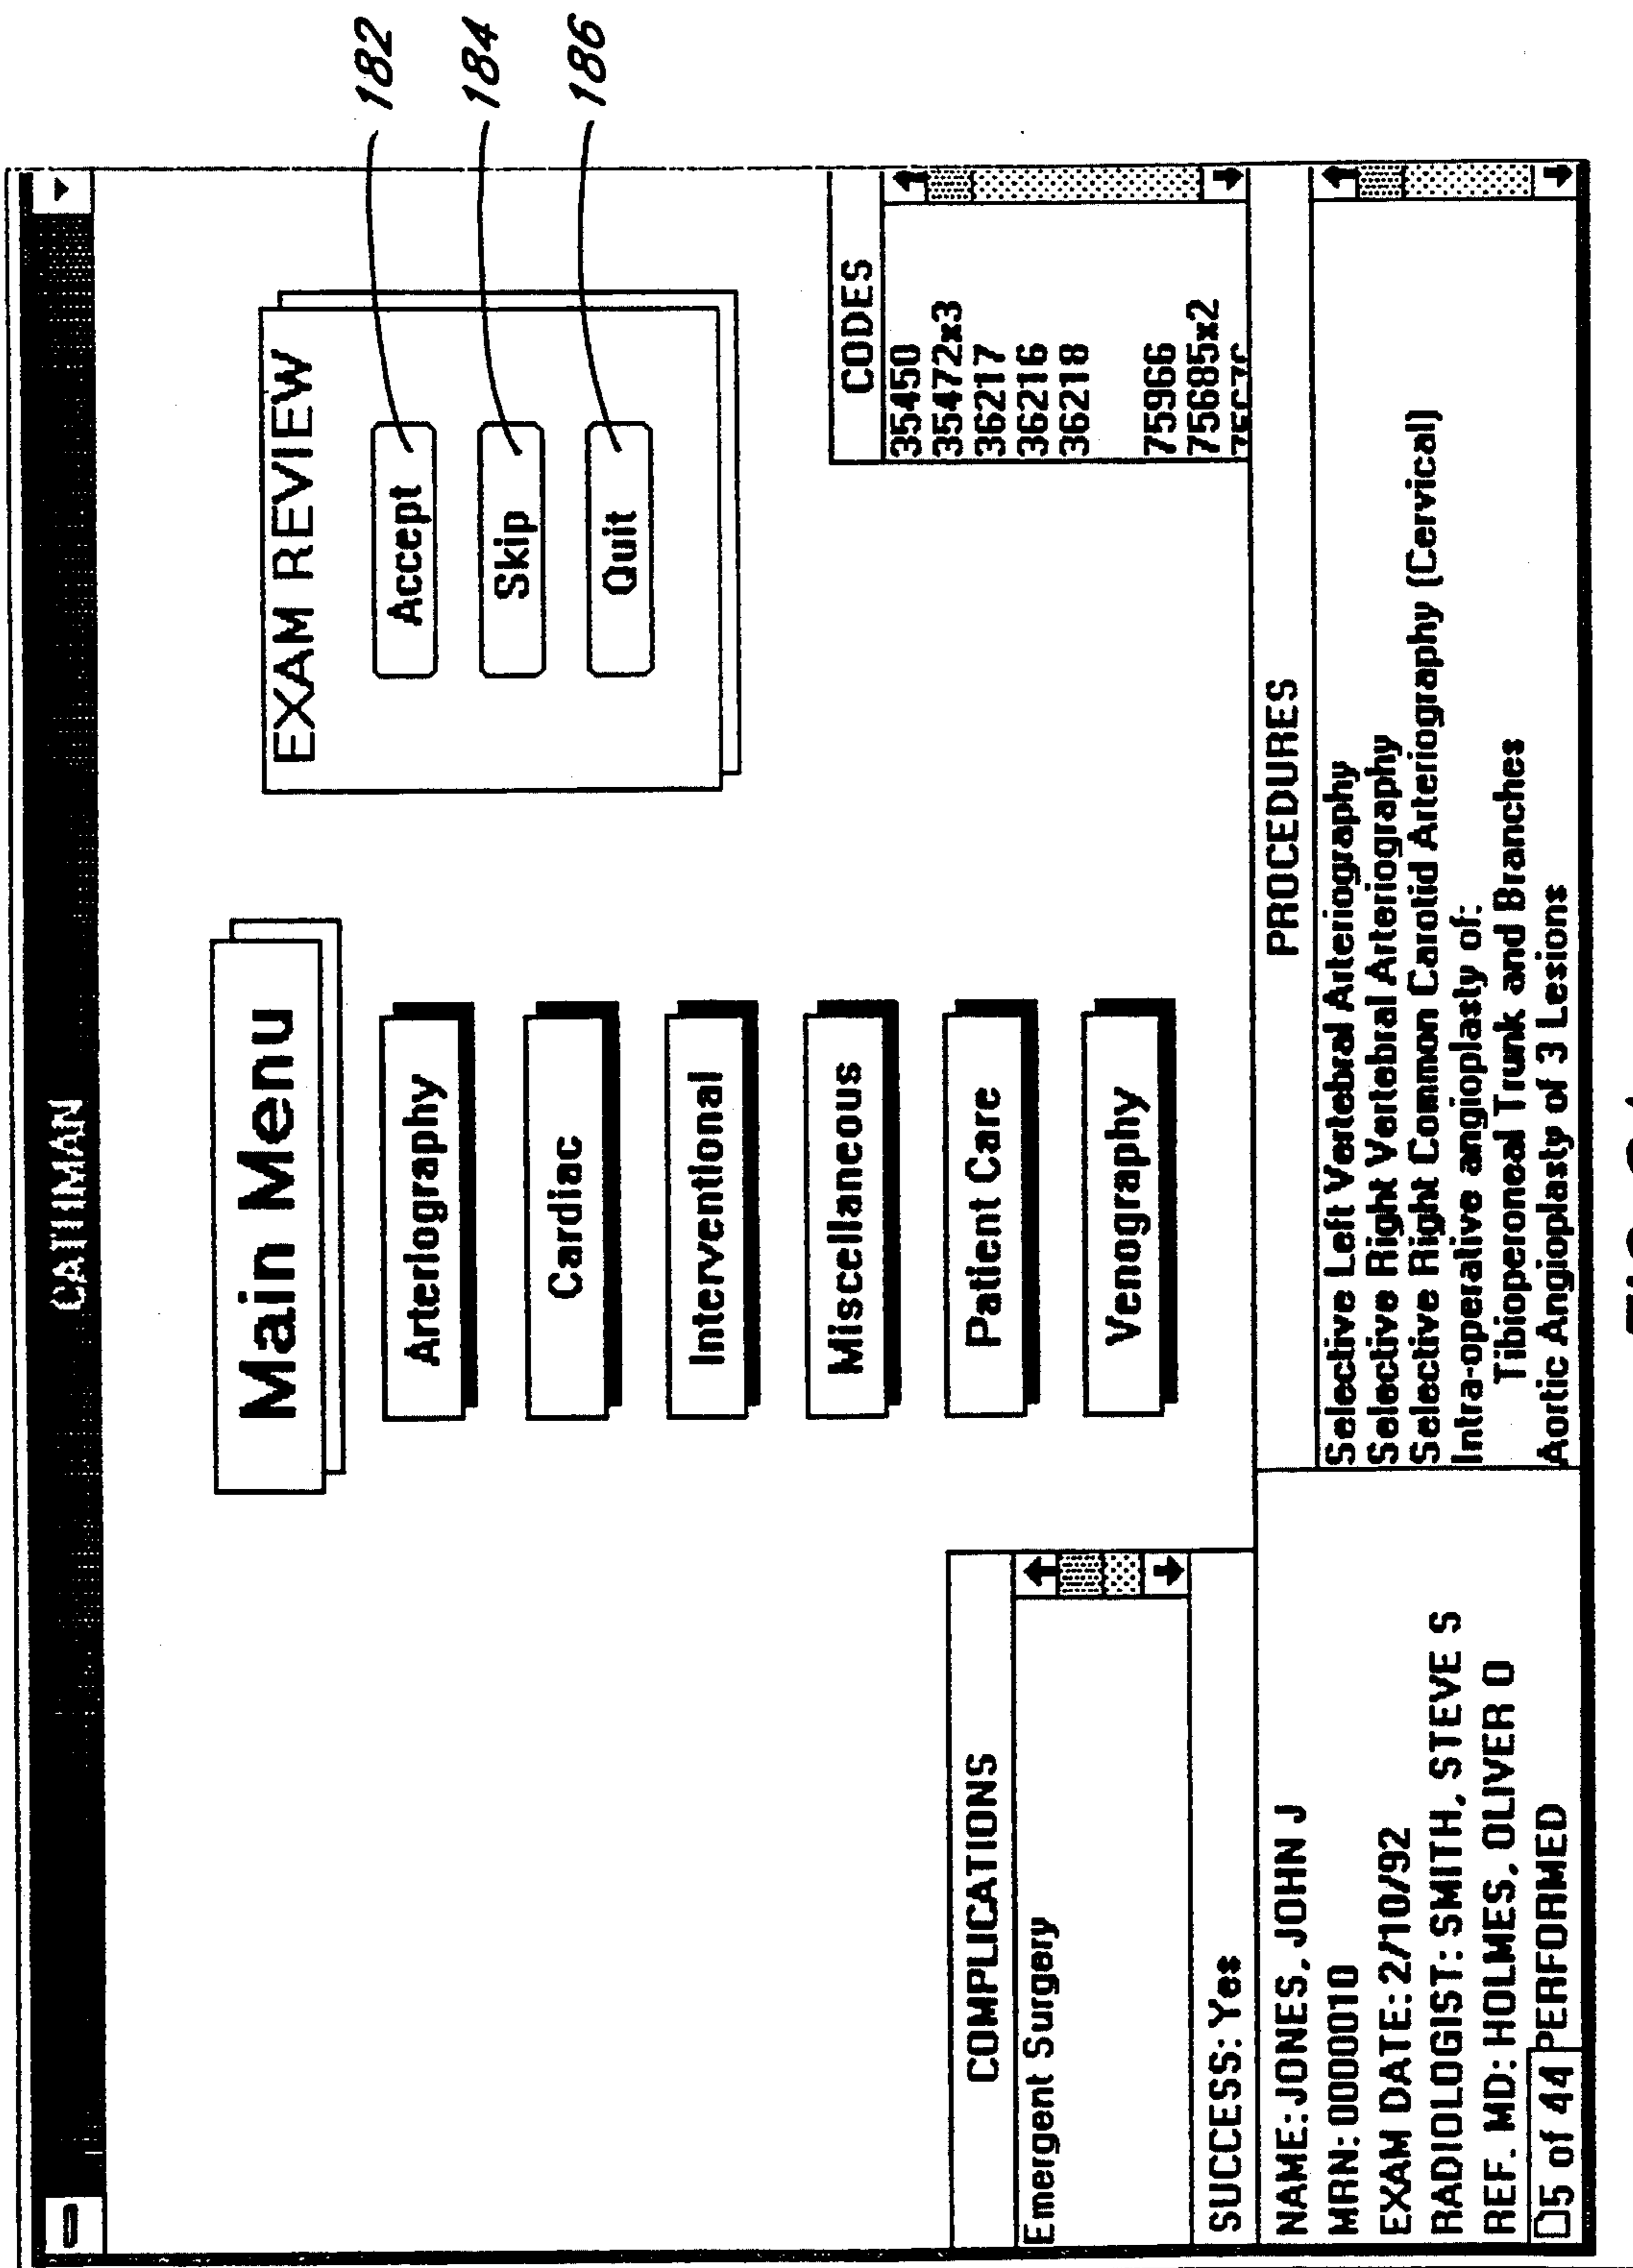 CATHMAN
Main Menu
Arteriography
Cardiac
Interventional
Miscellaneous
Patient Care
Venography
EXAM REVIEW
Accept
Skip
Quit
182
184
186
COMPLICATIONS
Emergent Surgery
SUCCESS: Yes
CODES
35450
35472x3
36217
36216
36218
75966
75685x2
NAME: JONES, JOHN J
MRN: 0000010
EXAM DATE: 2/10/92
RADIOLOGIST: SMITH, STEVE S
REF. MD: HOLMES, OLIVER O
5 of 44 PERFORMED
PROCEDURES
Selective Left Vertebral Arteriography
Selective Right Vertebral Arteriography
Selective Right Common Carotid Arteriography (Cervical)
Intra-operative angioplasty of:
Tibioperoneal Trunk and Branches
Aortic Angioplasty of 3 Lesions